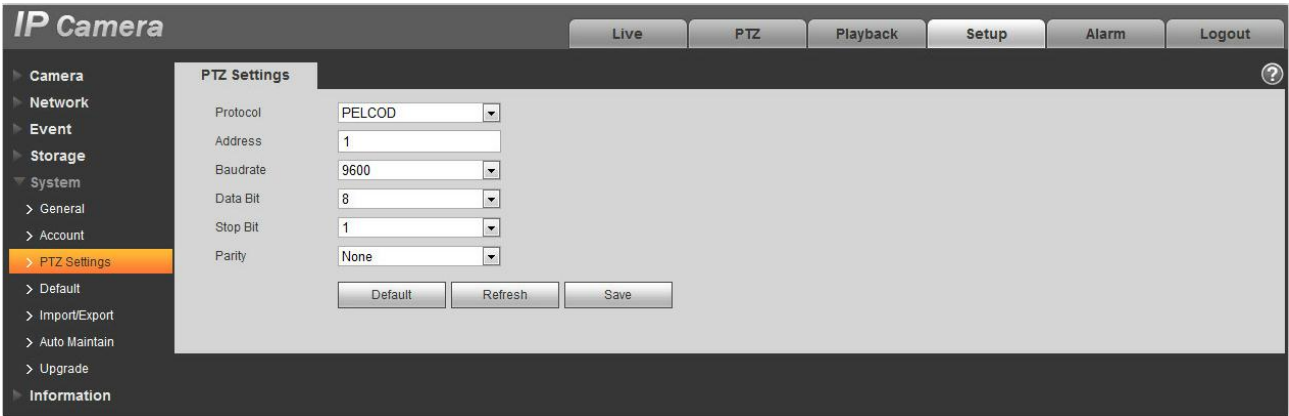 IP Camera
Live PTZ Playback Setup Alarm Logout
Camera
Network
Event
Storage
System
> General
> Account
> PTZ Settings
> Default
> Import/Export
> Auto Maintain
> Upgrade
Information
PTZ Settings ?
Protocol PELCOD
Address 1
Baudrate 9600
Data Bit 8
Stop Bit 1
Parity None
Default Refresh Save